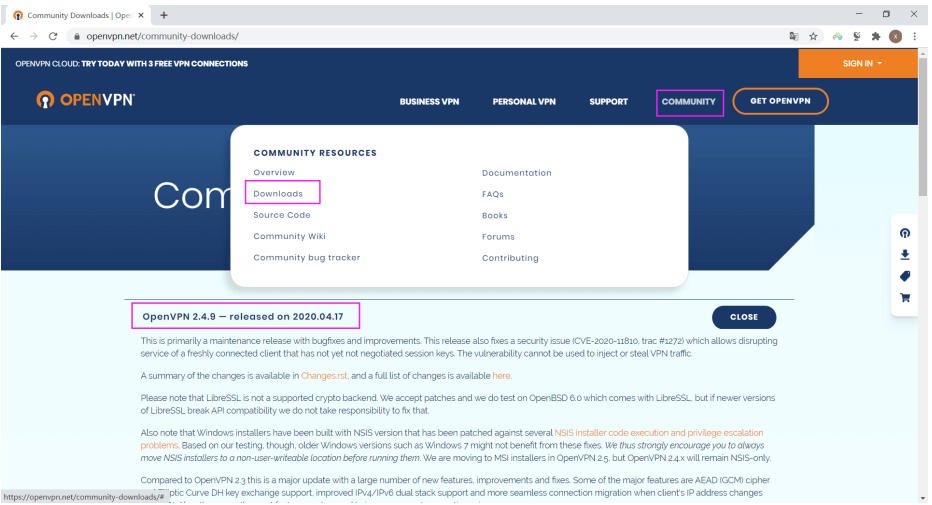 Community Downloads | Ope
openvpn.net/community-downloads/
OPENVPN CLOUD: TRY TODAY WITH 3 FREE VPN CONNECTIONS
SIGN IN
OPENVPN
BUSINESS VPN
PERSONAL VPN
SUPPORT
COMMUNITY
GET OPENVPN
COMMUNITY RESOURCES
Overview
Downloads
Source Code
Community Wiki
Community bug tracker
Documentation
FAQs
Books
Forums
Contributing
Com
OpenVPN 2.4.9 — released on 2020.04.17
CLOSE
This is primarily a maintenance release with bugfixes and improvements. This release also fixes a security issue (CVE-2020-11810, trac #1272) which allows disrupting
service of a freshly connected client that has not yet not negotiated session keys. The vulnerability cannot be used to inject or steal VPN traffic.
A summary of the changes is available in Changes.rst, and a full list of changes is available here.
Please note that LibreSSL is not a supported crypto backend. We accept patches and we do test on OpenBSD 6.0 which comes with LibreSSL, but if newer versions
of LibreSSL break API compatibility we do not take responsibility to fix that.
Also note that Windows installers have been built with NSIS version that has been patched against several NSIS installer code execution and privilege escalation
problems. Based on our testing, though, older Windows versions such as Windows 7 might not benefit from these fixes. We thus strongly encourage you to always
move NSIS installers to a non-user-writeable location before running them. We are moving to MSI installers in OpenVPN 2.5, but OpenVPN 2.4.x will remain NSIS-only.
Compared to OpenVPN 2.3 this is a major update with a large number of new features, improvements and fixes. Some of the major features are AEAD (GCM) cipher
ptic Curve DH key exchange support, improved IPv4/IPv6 dual stack support and more seamless connection migration when client's IP address changes
https://openvpn.net/community-downloads/#